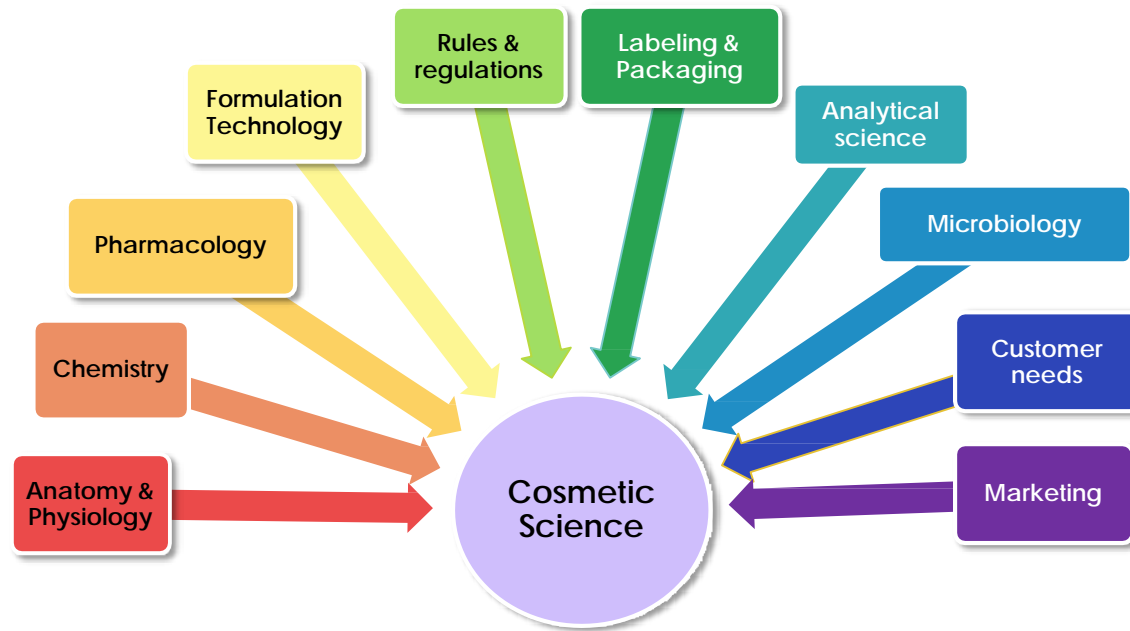 Rules &
regulations
Labeling &
Packaging
Formulation
Technology
Analytical
science
Pharmacology
Microbiology
Chemistry
Customer
needs
Anatomy &
Physiology
Cosmetic
Science
Marketing